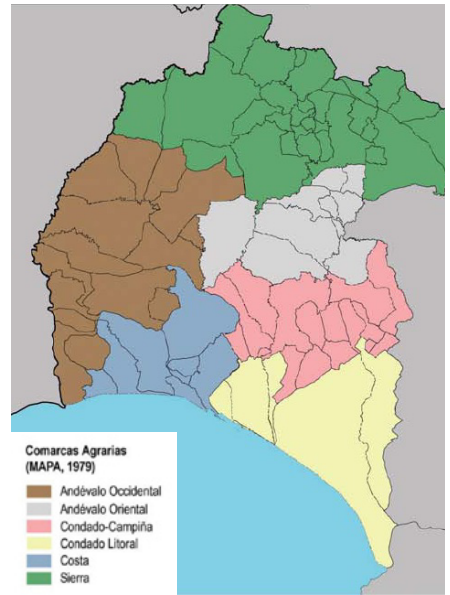 Comarcas Agrarias
(MAPA, 1979)
Andévalo Occidental
Andévalo Oriental
Condado-Campiña
Condado Litoral
Costa
Sierra